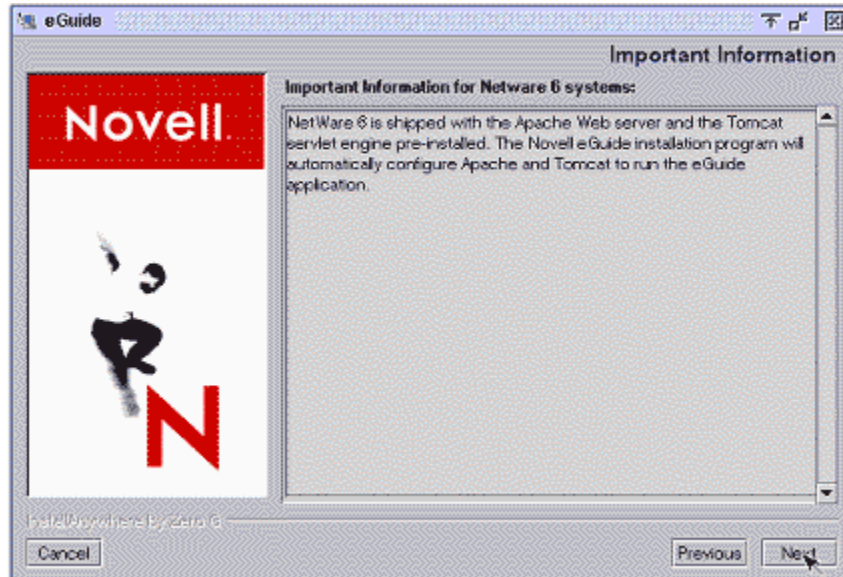 eGuide
Important Information
Novell
Important Information for Netware 6 systems:
NetWare 6 is shipped with the Apache Web server and the Tomcat
servlet engine pre-installed. The Novell eGuide installation program will
automatically configure Apache and Tomcat to run the eGuide
application.
N
InstallAnywhere by Zero G
Cancel
Previous
Next